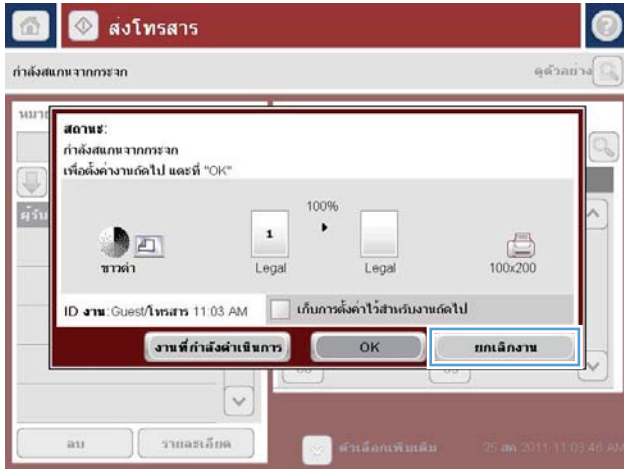 ส่งโทรสาร
กำลังสแกนจากกระจก
ดูตัวอย่าง
สถานะ:
กำลังสแกนจากกระจก
เพื่อตั้งค่างานถัดไป แตะที่ "OK"
100%
1
ขาวดำ
Legal
Legal
100x200
ID งาน:Guest/โทรสาร 11:03 AM
เก็บการตั้งค่าไว้สำหรับงานถัดไป
งานที่กำลังดำเนินการ
OK
ยกเลิกงาน
ลบ
รายละเอียด
ตัวเลือกเพิ่มเติม
25 สค 2011 11:03:46 AM